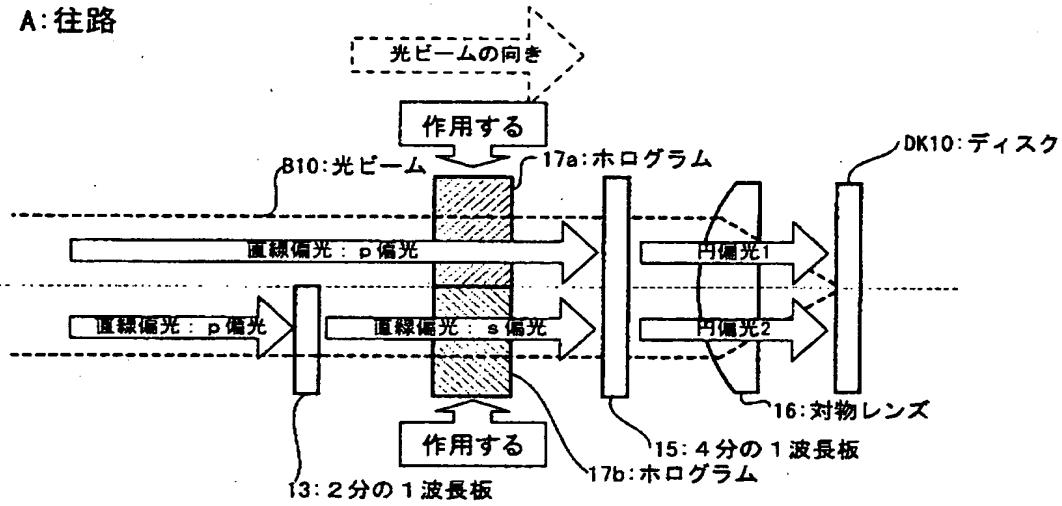 A:往路
光ビームの向き
作用する
B10:光ビーム
17a:ホログラム
DK10:ディスク
直線偏光:p偏光
円偏光1
直線偏光:p偏光
直線偏光:s偏光
円偏光2
16:対物レンズ
作用する
15:4分の1波長板
17b:ホログラム
13:2分の1波長板